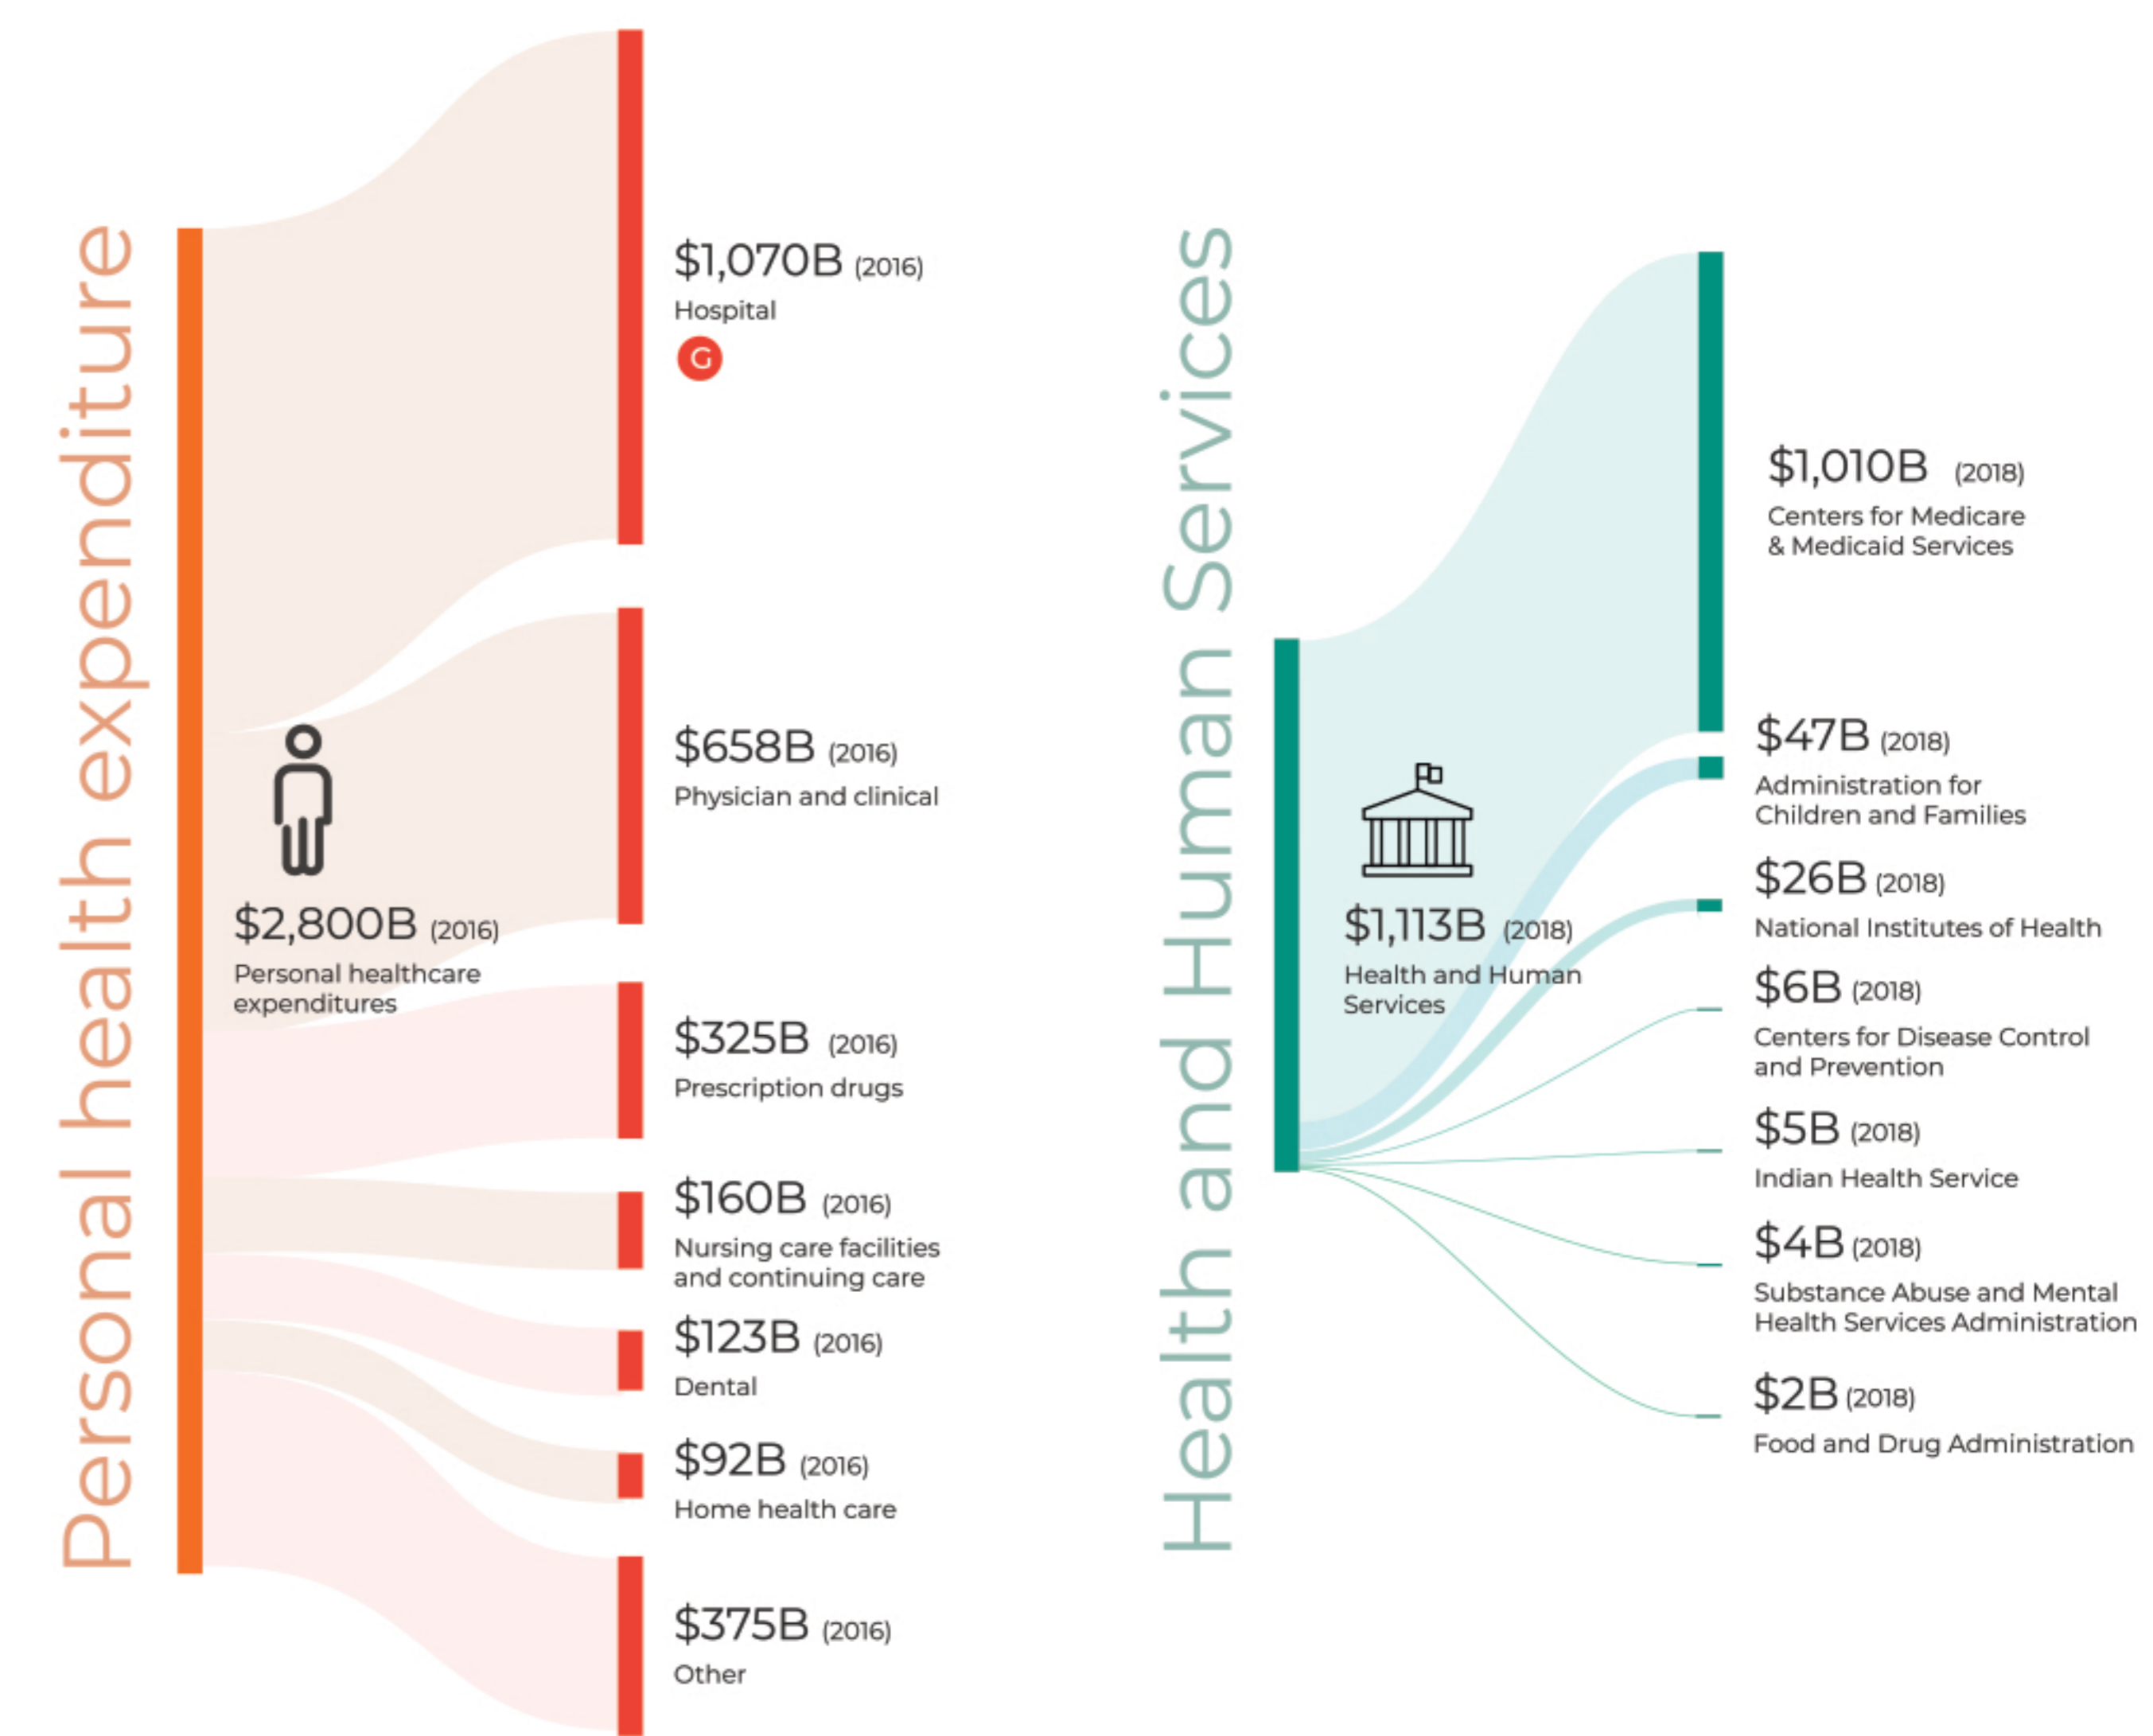 Personal health expenditure
$2,800B (2016)
Personal healthcare
expenditures
$1,070B (2016)
Hospital
G
$658B (2016)
Physician and clinical
$325B (2016)
Prescription drugs
$160B (2016)
Nursing care facilities
and continuing care
$123B (2016)
Dental
$92B (2016)
Home health care
$375B (2016)
Other
Health and Human Services
$1,113B (2018)
Health and Human
Services
$1,010B (2018)
Centers for Medicare
& Medicaid Services
$47B (2018)
Administration for
Children and Families
$26B (2018)
National Institutes of Health
$6B (2018)
Centers for Disease Control
and Prevention
$5B (2018)
Indian Health Service
$4B (2018)
Substance Abuse and Mental
Health Services Administration
$2B (2018)
Food and Drug Administration